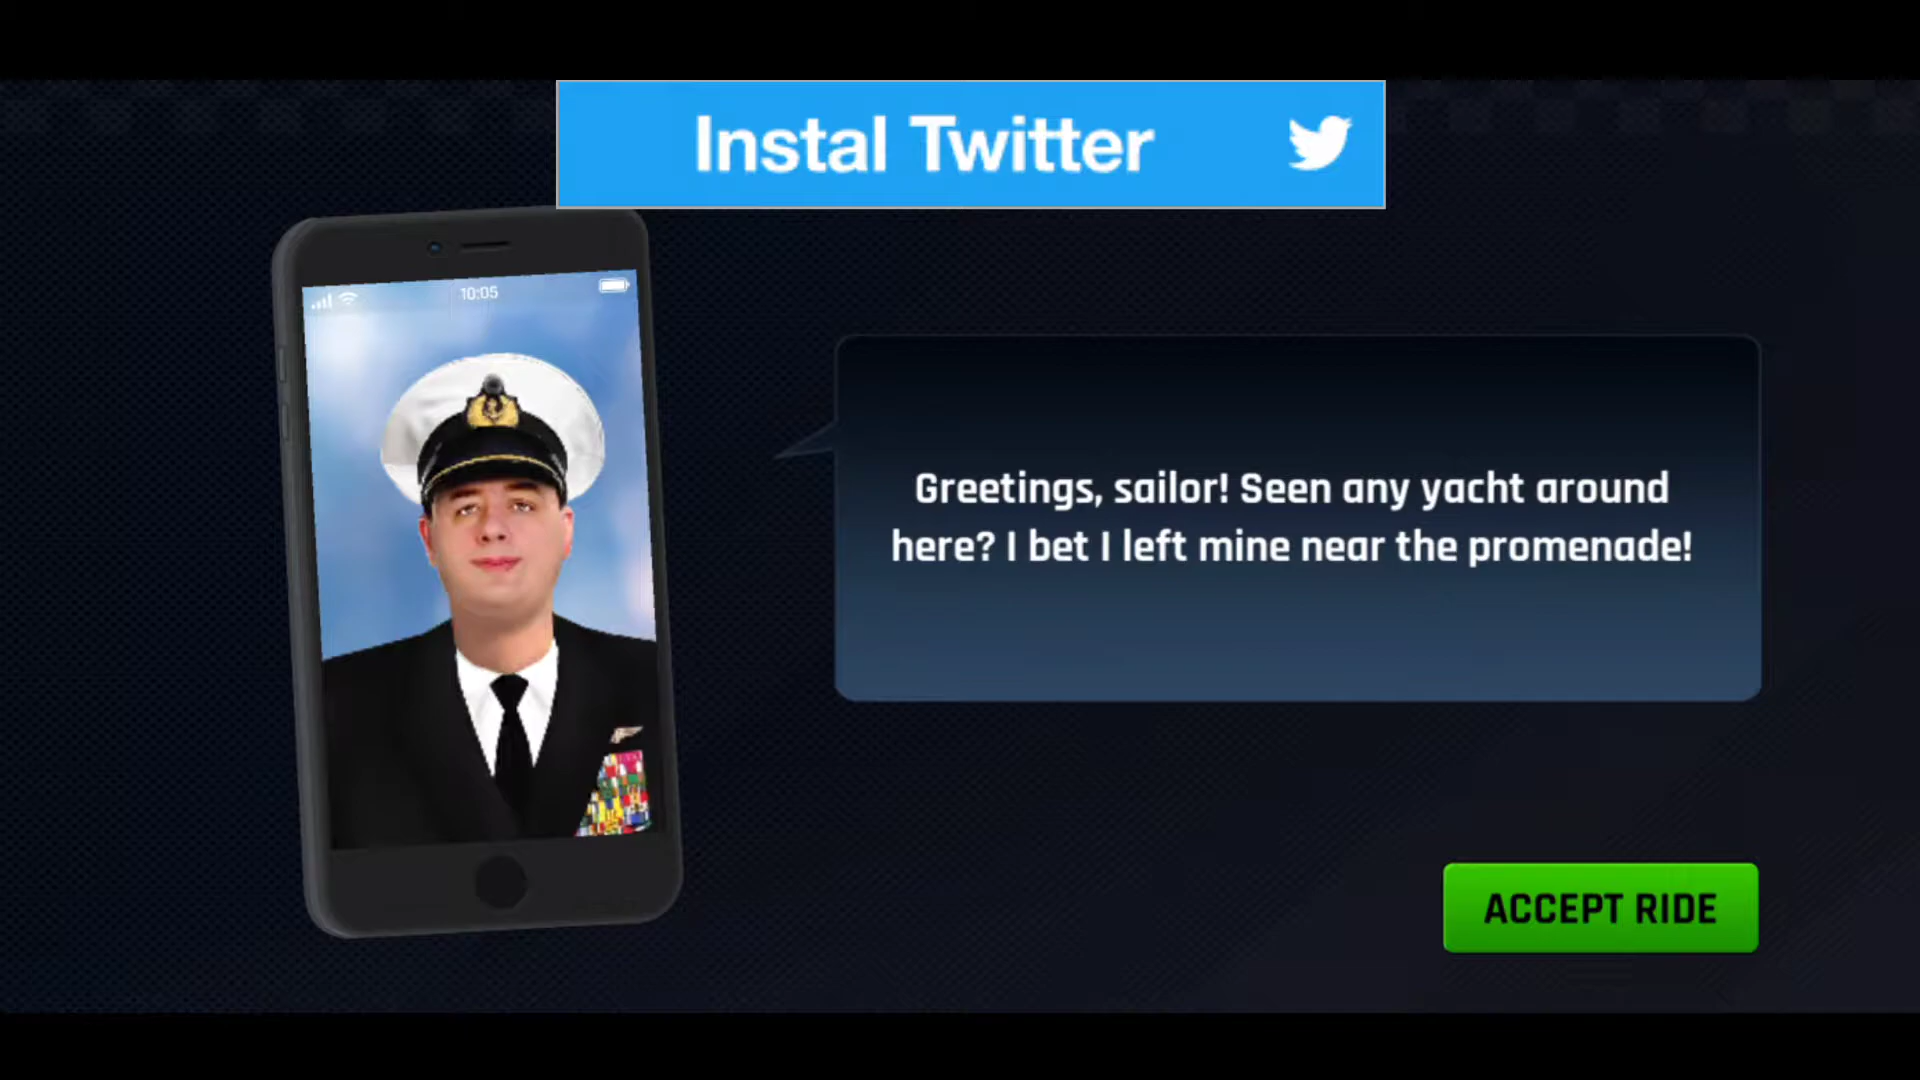 Instal Twitter
10:05
Greetings, sailor! Seen any yacht around
here? I bet I left mine near the promenade!
ACCEPT RIDE